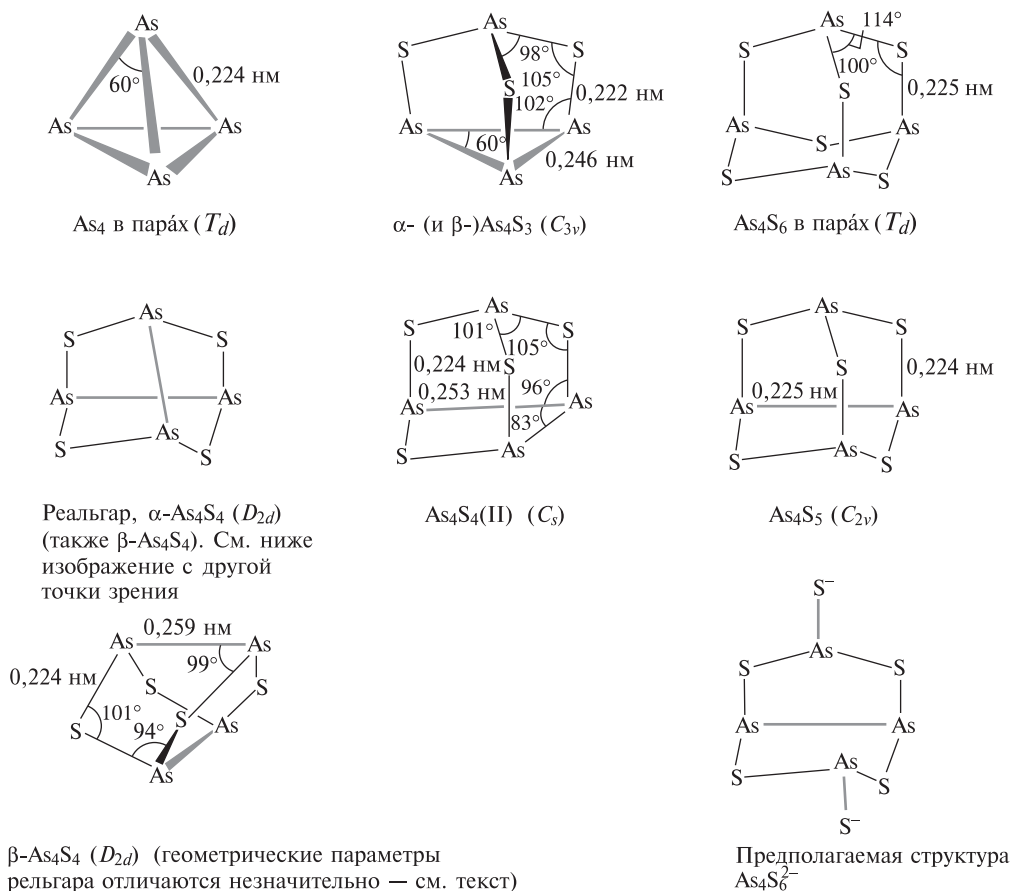 As
60°
0,224 нм
As
As
As
As₄ в пара́х (T_d)
As
S
S
98°
105°
S
102°
0,222 нм
As
As
60°
0,246 нм
As
α- (и β-)As₄S₃ (C₃ᵥ)
As
114°
S
S
100°
S
0,225 нм
As
As
S
As
S
S
As₄S₆ в пара́х (T_d)
As
S
S
As
As
As
S
S
Реальгар, α-As₄S₄ (D₂d)
(также β-As₄S₄). См. ниже
изображение с другой
точки зрения
As
S
S
101°
105°
0,224 нм
S
0,253 нм
96°
As
As
83°
S
As
As₄S₄(II) (Cₛ)
As
S
S
S
0,224 нм
0,225 нм
As
As
As
S
S
As₄S₅ (C₂ᵥ)
0,259 нм
As
As
99°
0,224 нм
S
S
S
S
101°
94°
As
As
β-As₄S₄ (D₂d) (геометрические параметры
рельгара отличаются незначительно — см. текст)
S⁻
As
S
S
As
As
As
S
S
S⁻
Предполагаемая структура
As₄S₆²⁻